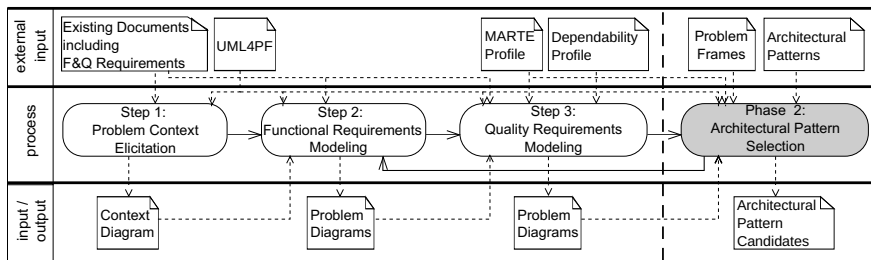 external
input
Existing Documents
including
F&Q Requirements
UML4PF
MARTE
Profile
Dependability
Profile
Problem
Frames
Architectural
Patterns
process
Step 1:
Problem Context
Elicitation
Step 2:
Functional Requirements
Modeling
Step 3:
Quality Requirements
Modeling
Phase 2:
Architectural Pattern
Selection
input /
output
Context
Diagram
Problem
Diagrams
Problem
Diagrams
Architectural
Pattern
Candidates